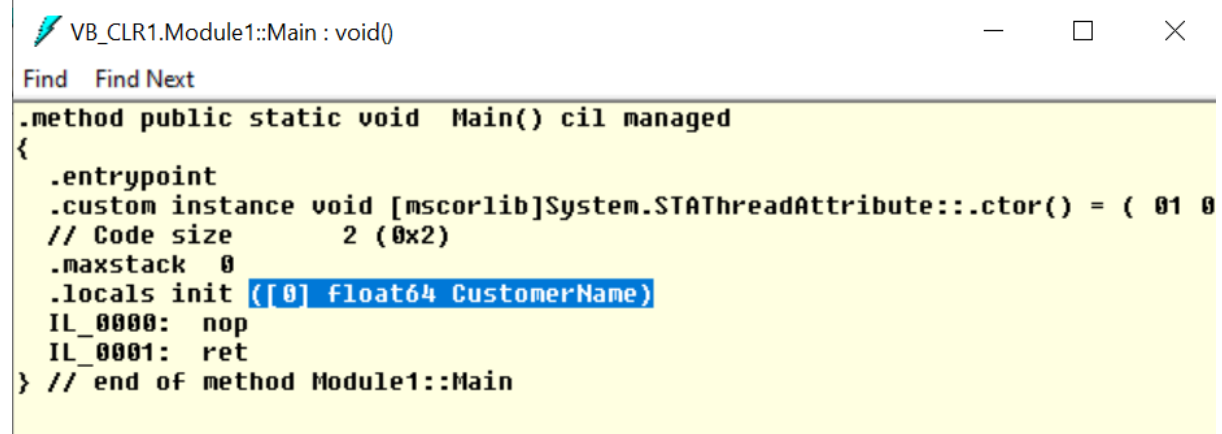 VB_CLR1.Module1::Main : void()
Find Find Next
.method public static void  Main() cil managed
{
  .entrypoint
  .custom instance void [mscorlib]System.STAThreadAttribute::.ctor() = ( 01 0
  // Code size       2 (0x2)
  .maxstack  0
  .locals init ([0] float64 CustomerName)
  IL_0000:  nop
  IL_0001:  ret
} // end of method Module1::Main